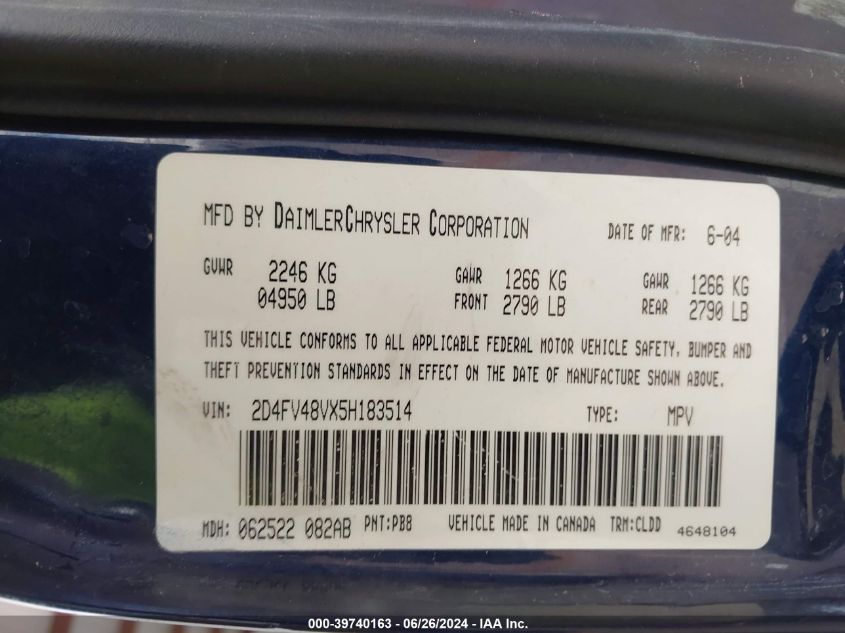 MFD BY DAIMLERCHRYSLER CORPORATION DATE OF MFR: 6-04
GVWR 2246 KG GAWR 1266 KG GAWR 1266 KG
04950 LB FRONT 2790 LB REAR 2790 LB
THIS VEHICLE CONFORMS TO ALL APPLICABLE FEDERAL MOTOR VEHICLE SAFETY, BUMPER AND
THEFT PREVENTION STANDARDS IN EFFECT ON THE DATE OF MANUFACTURE SHOWN ABOVE.
VIN: 2D4FV48VX5H183514 TYPE: MPV
MDH: 062522 082AB PNT:PB8 VEHICLE MADE IN CANADA TRM:CLDD 4648104
000-39740163 - 06/26/2024 - IAA Inc.